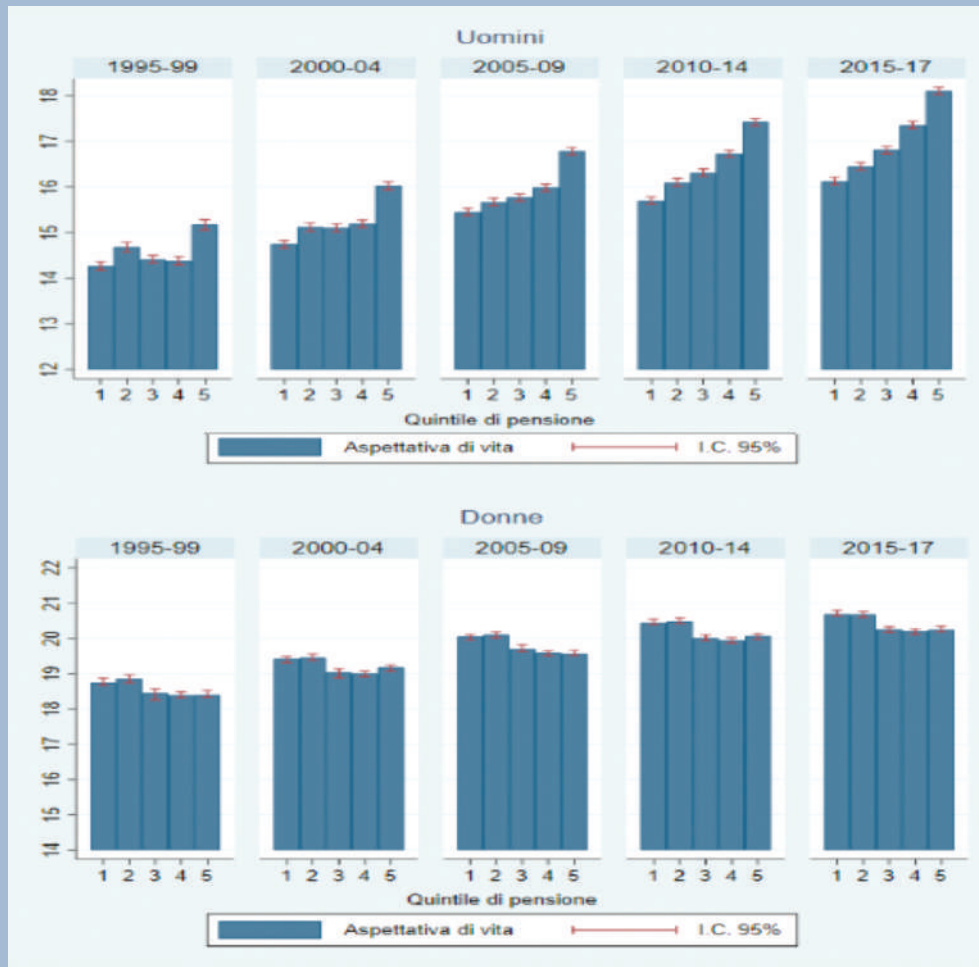 Uomini
1995-99 2000-04 2005-09 2010-14 2015-17
18
17
16
15
14
13
12
1 2 3 4 5 1 2 3 4 5 1 2 3 4 5 1 2 3 4 5 1 2 3 4 5
Quintile di pensione
Aspettativa di vita I.C. 95%
Donne
1995-99 2000-04 2005-09 2010-14 2015-17
22
21
20
19
18
17
16
15
14
1 2 3 4 5 1 2 3 4 5 1 2 3 4 5 1 2 3 4 5 1 2 3 4 5
Quintile di pensione
Aspettativa di vita I.C. 95%